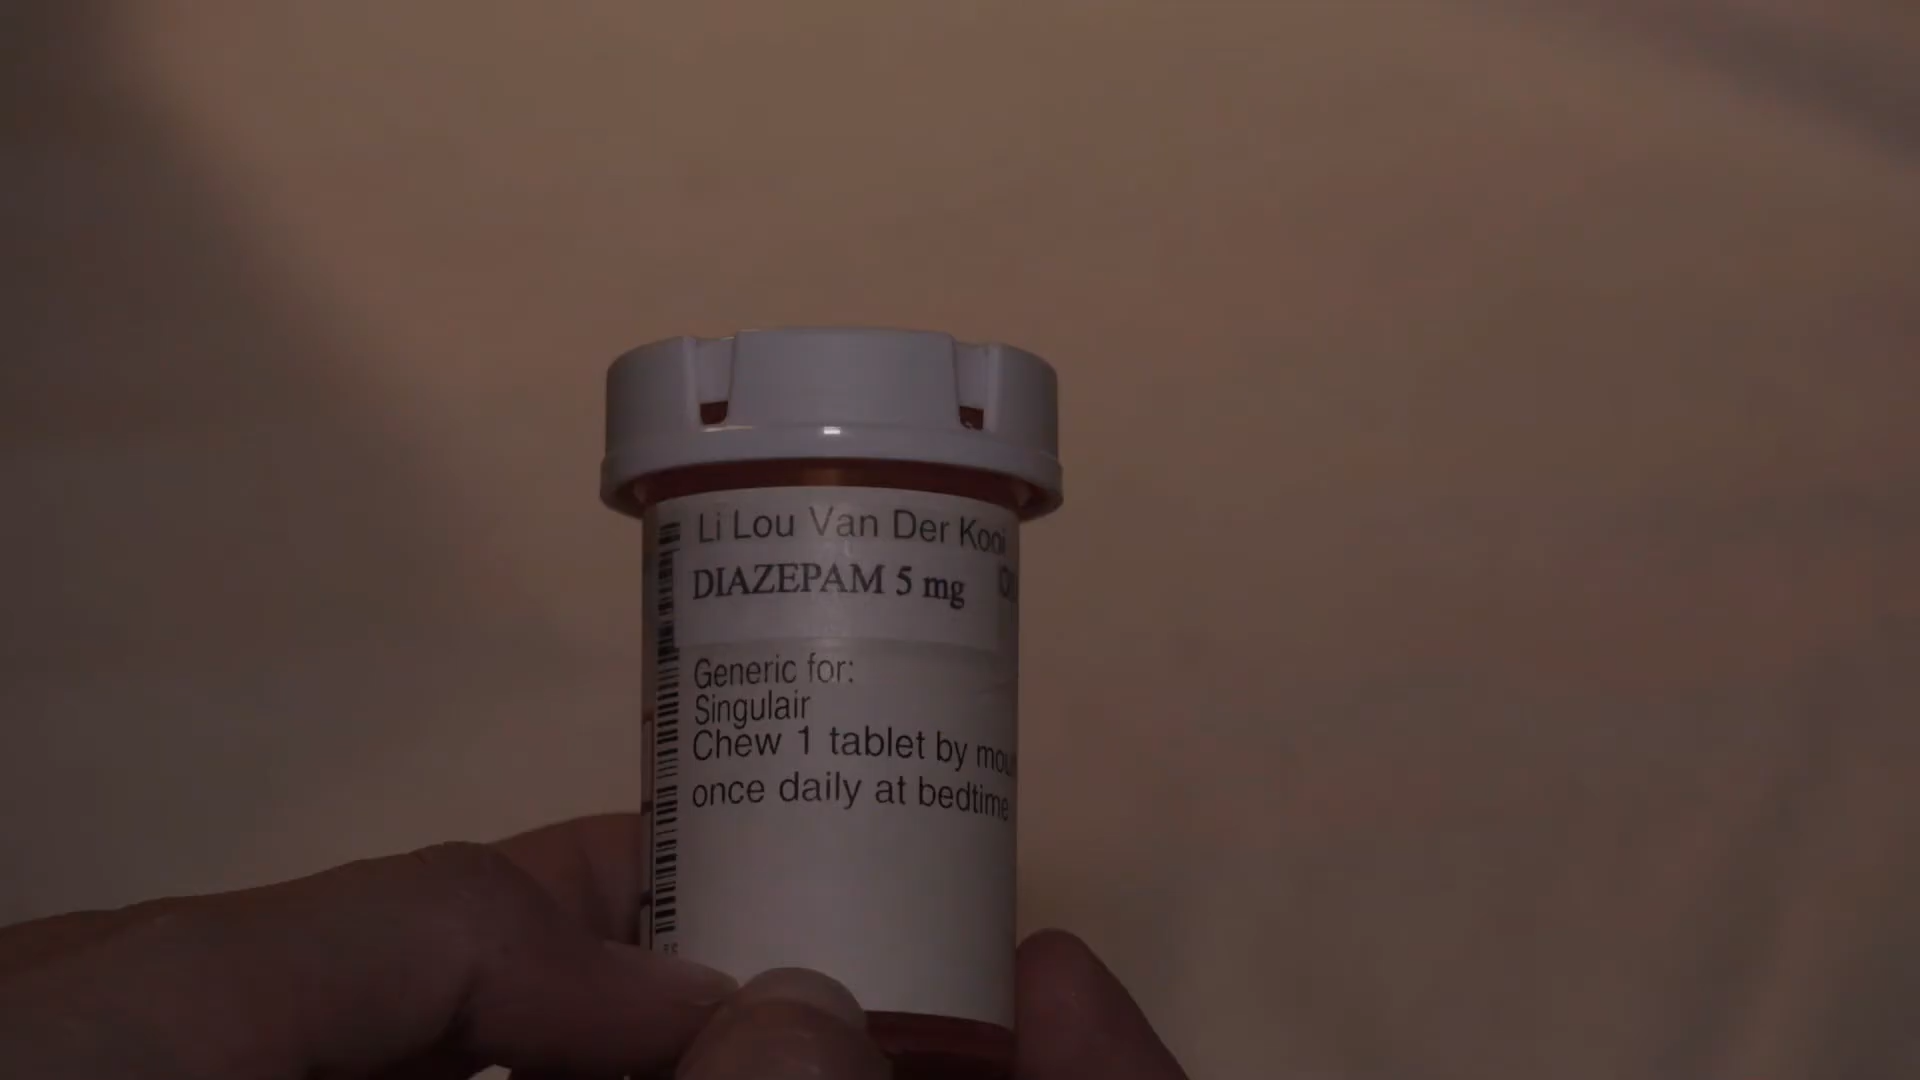 Li Lou Van Der Kooi
DIAZEPAM 5 mg
Generic for:
Singulair
Chew 1 tablet by
once daily at bedtime